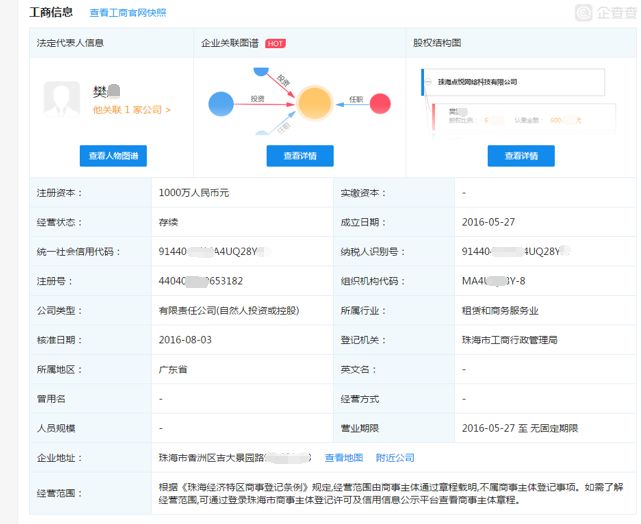 工商信息 查看工商官网快照
企查查
法定代表人信息 企业关联图谱 HOT 股权结构图
樊
他关联 1 家公司 >
投资
投资
任职
任职
珠海点悦网络科技有限公司
樊
查看人物图谱 查看详情 查看详情
注册资本： 1000万人民币元 实缴资本： -
经营状态： 存续 成立日期： 2016-05-27
统一社会信用代码： 91440 A4UQ28Y 纳税人识别号： 91440 4UQ28Y
注册号： 44040 653182 组织机构代码： MA4U Y-8
公司类型： 有限责任公司(自然人投资或控股) 所属行业： 租赁和商务服务业
核准日期： 2016-08-03 登记机关： 珠海市工商行政管理局
所属地区： 广东省 英文名： -
曾用名 - 经营方式 -
人员规模 - 营业期限 2016-05-27 至 无固定期限
企业地址： 珠海市香洲区吉大景园路 查看地图 附近公司
经营范围： 根据《珠海经济特区商事登记条例》规定,经营范围由商事主体通过章程载明,不属商事主体登记事项。如需了解
经营范围,可通过登录珠海市商事主体登记许可及信用信息公示平台查看商事主体章程。